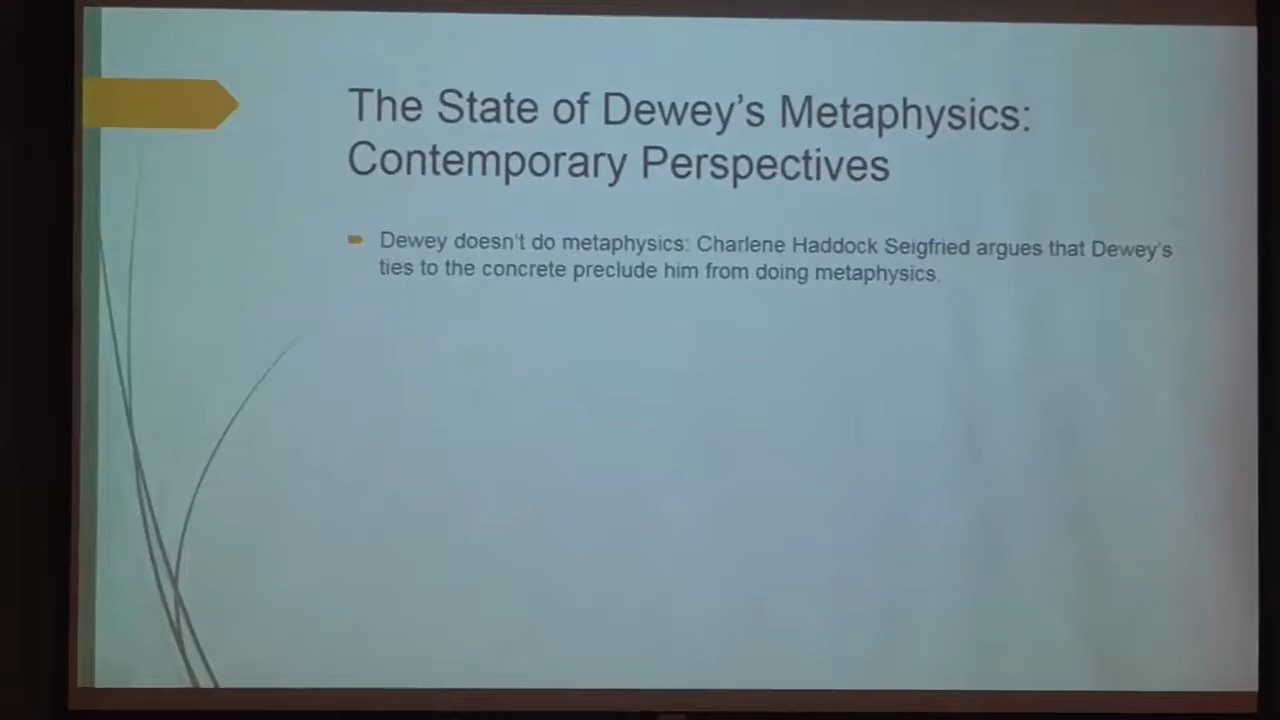 The State of Dewey's Metaphysics:
Contemporary Perspectives
Dewey doesn't do metaphysics: Charlene Haddock Seigfried argues that Dewey's
ties to the concrete preclude him from doing metaphysics.